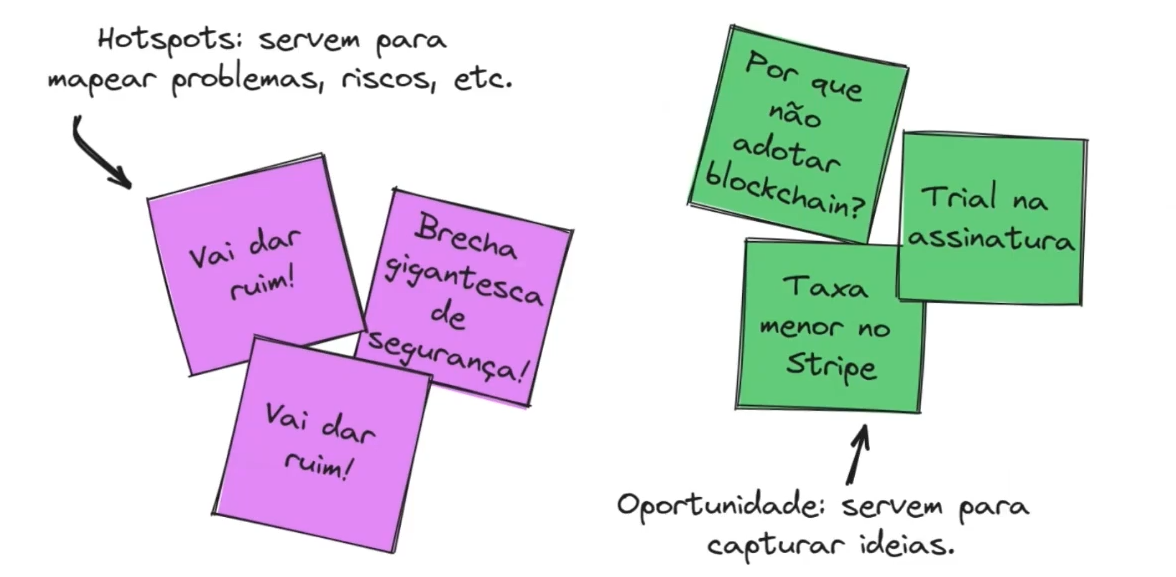 Hotspots: servem para
mapear problemas, riscos, etc.
Vai dar
ruim!
Brecha
gigantesca
de
segurança!
Vai dar
ruim!
Por que
não
adotar
blockchain?
Trial na
assinatura
Taxa
menor no
Stripe
Oportunidade: servem para
capturar ideias.